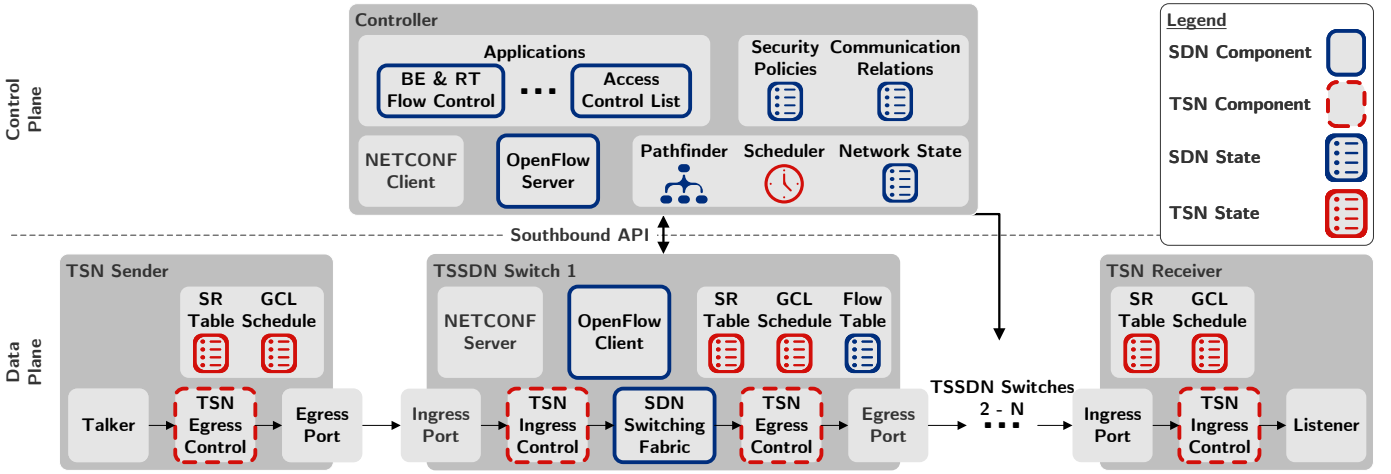 Control
Plane
Controller
Applications
BE & RT
Flow Control
Access
Control List
Security
Policies
Communication
Relations
NETCONF
Client
OpenFlow
Server
Pathfinder
Scheduler
Network State
Legend
SDN Component
TSN Component
SDN State
TSN State
Southbound API
Data
Plane
TSN Sender
SR
Table
GCL
Schedule
Talker
TSN
Egress
Control
Egress
Port
TSSDN Switch 1
NETCONF
Server
OpenFlow
Client
SR
Table
GCL
Schedule
Flow
Table
Ingress
Port
TSN
Ingress
Control
SDN
Switching
Fabric
TSN
Egress
Control
Egress
Port
TSSDN Switches
2 - N
TSN Receiver
SR
Table
GCL
Schedule
Ingress
Port
TSN
Ingress
Control
Listener